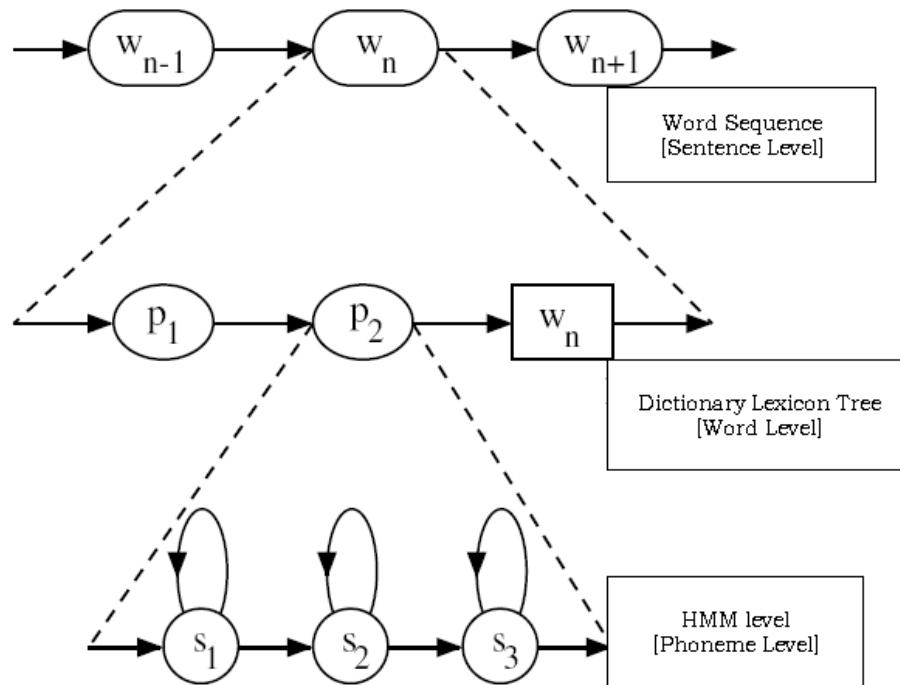 w_{n-1} w_n w_{n+1}
Word Sequence
[Sentence Level]
p_1 p_2 w_n
Dictionary Lexicon Tree
[Word Level]
s_1 s_2 s_3
HMM level
[Phoneme Level]